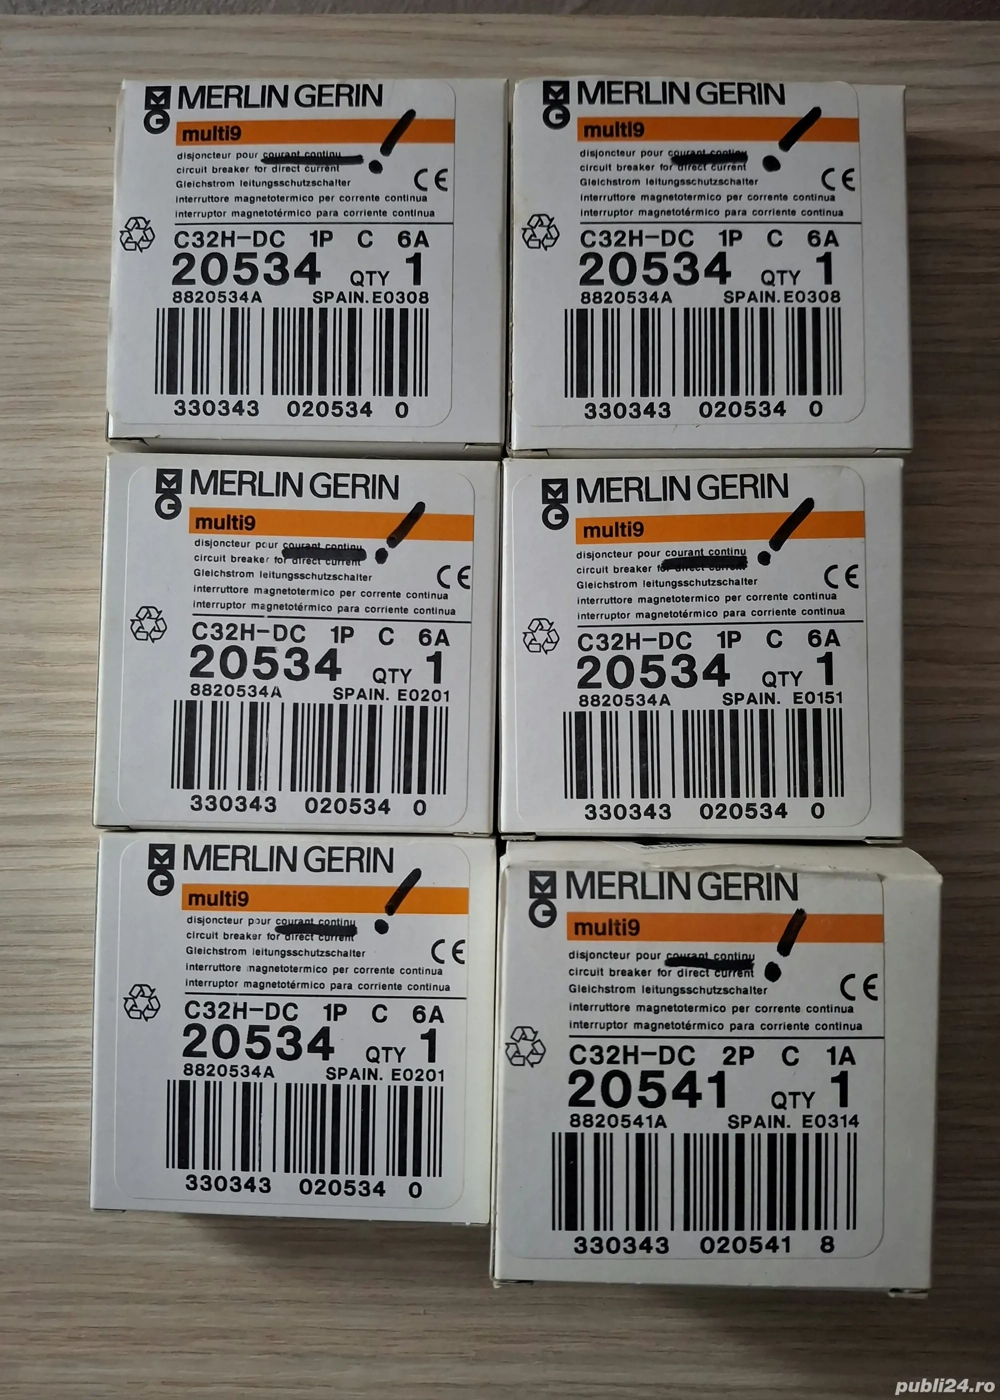 MERLIN GERIN
multi9
disjoncteur pour courant continu
circuit breaker for direct current
Gleichstrom leitungsschutzschalter
interruttore magnetotermico per corrente continua
interruptor magnetotérmico para corriente continua
C32H-DC 1P C 6A
20534 QTY 1
8820534A SPAIN. E0308
330343 020534 0
MERLIN GERIN
multi9
disjoncteur pour courant continu
circuit breaker for direct current
Gleichstrom leitungsschutzschalter
interruttore magnetotermico per corrente continua
interruptor magnetotérmico para corriente continua
C32H-DC 1P C 6A
20534 QTY 1
8820534A SPAIN. E0308
330343 020534 0
MERLIN GERIN
multi9
disjoncteur pour courant continu
circuit breaker for direct current
Gleichstrom leitungsschutzschalter
interruttore magnetotermico per corrente continua
interruptor magnetotérmico para corriente continua
C32H-DC 1P C 6A
20534 QTY 1
8820534A SPAIN. E0201
330343 020534 0
MERLIN GERIN
multi9
disjoncteur pour courant continu
circuit breaker for direct current
Gleichstrom leitungsschutzschalter
interruttore magnetotermico per corrente continua
interruptor magnetotérmico para corriente continua
C32H-DC 1P C 6A
20534 QTY 1
8820534A SPAIN. E0151
330343 020534 0
MERLIN GERIN
multi9
disjoncteur pour courant continu
circuit breaker for direct current
Gleichstrom leitungsschutzschalter
interruttore magnetotermico per corrente continua
interruptor magnetotérmico para corriente continua
C32H-DC 1P C 6A
20534 QTY 1
8820534A SPAIN. E0201
330343 020534 0
MERLIN GERIN
multi9
disjoncteur pour courant continu
circuit breaker for direct current
Gleichstrom leitungsschutzschalter
interruttore magnetotermico per corrente continua
interruptor magnetotérmico para corriente continua
C32H-DC 2P C 1A
20541 QTY 1
8820541A SPAIN. E0314
330343 020541 8
publi24.ro